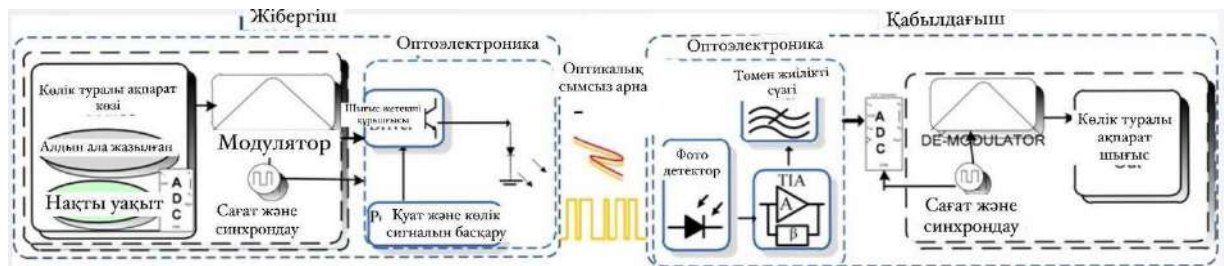 Жібергіш
Қабылдағыш
Оптоэлектроника
Көлік туралы ақпарат
көзі
Алдын ала жазылған
Нақты уақыт
A
D
C
Модулятор
Сағат және
синхрондау
Шығыс жетекші
құрылғысы
Pi
Қуат және көлік
сигналын басқару
Оптикалық
сымсыз арна
Оптоэлектроника
Төмен жиілікті
сүзгі
Фото
детектор
TIA
A
β
A
D
C
DE-MODULATOR
Сағат және
синхрондау
Көлік туралы
ақпарат
шығыс